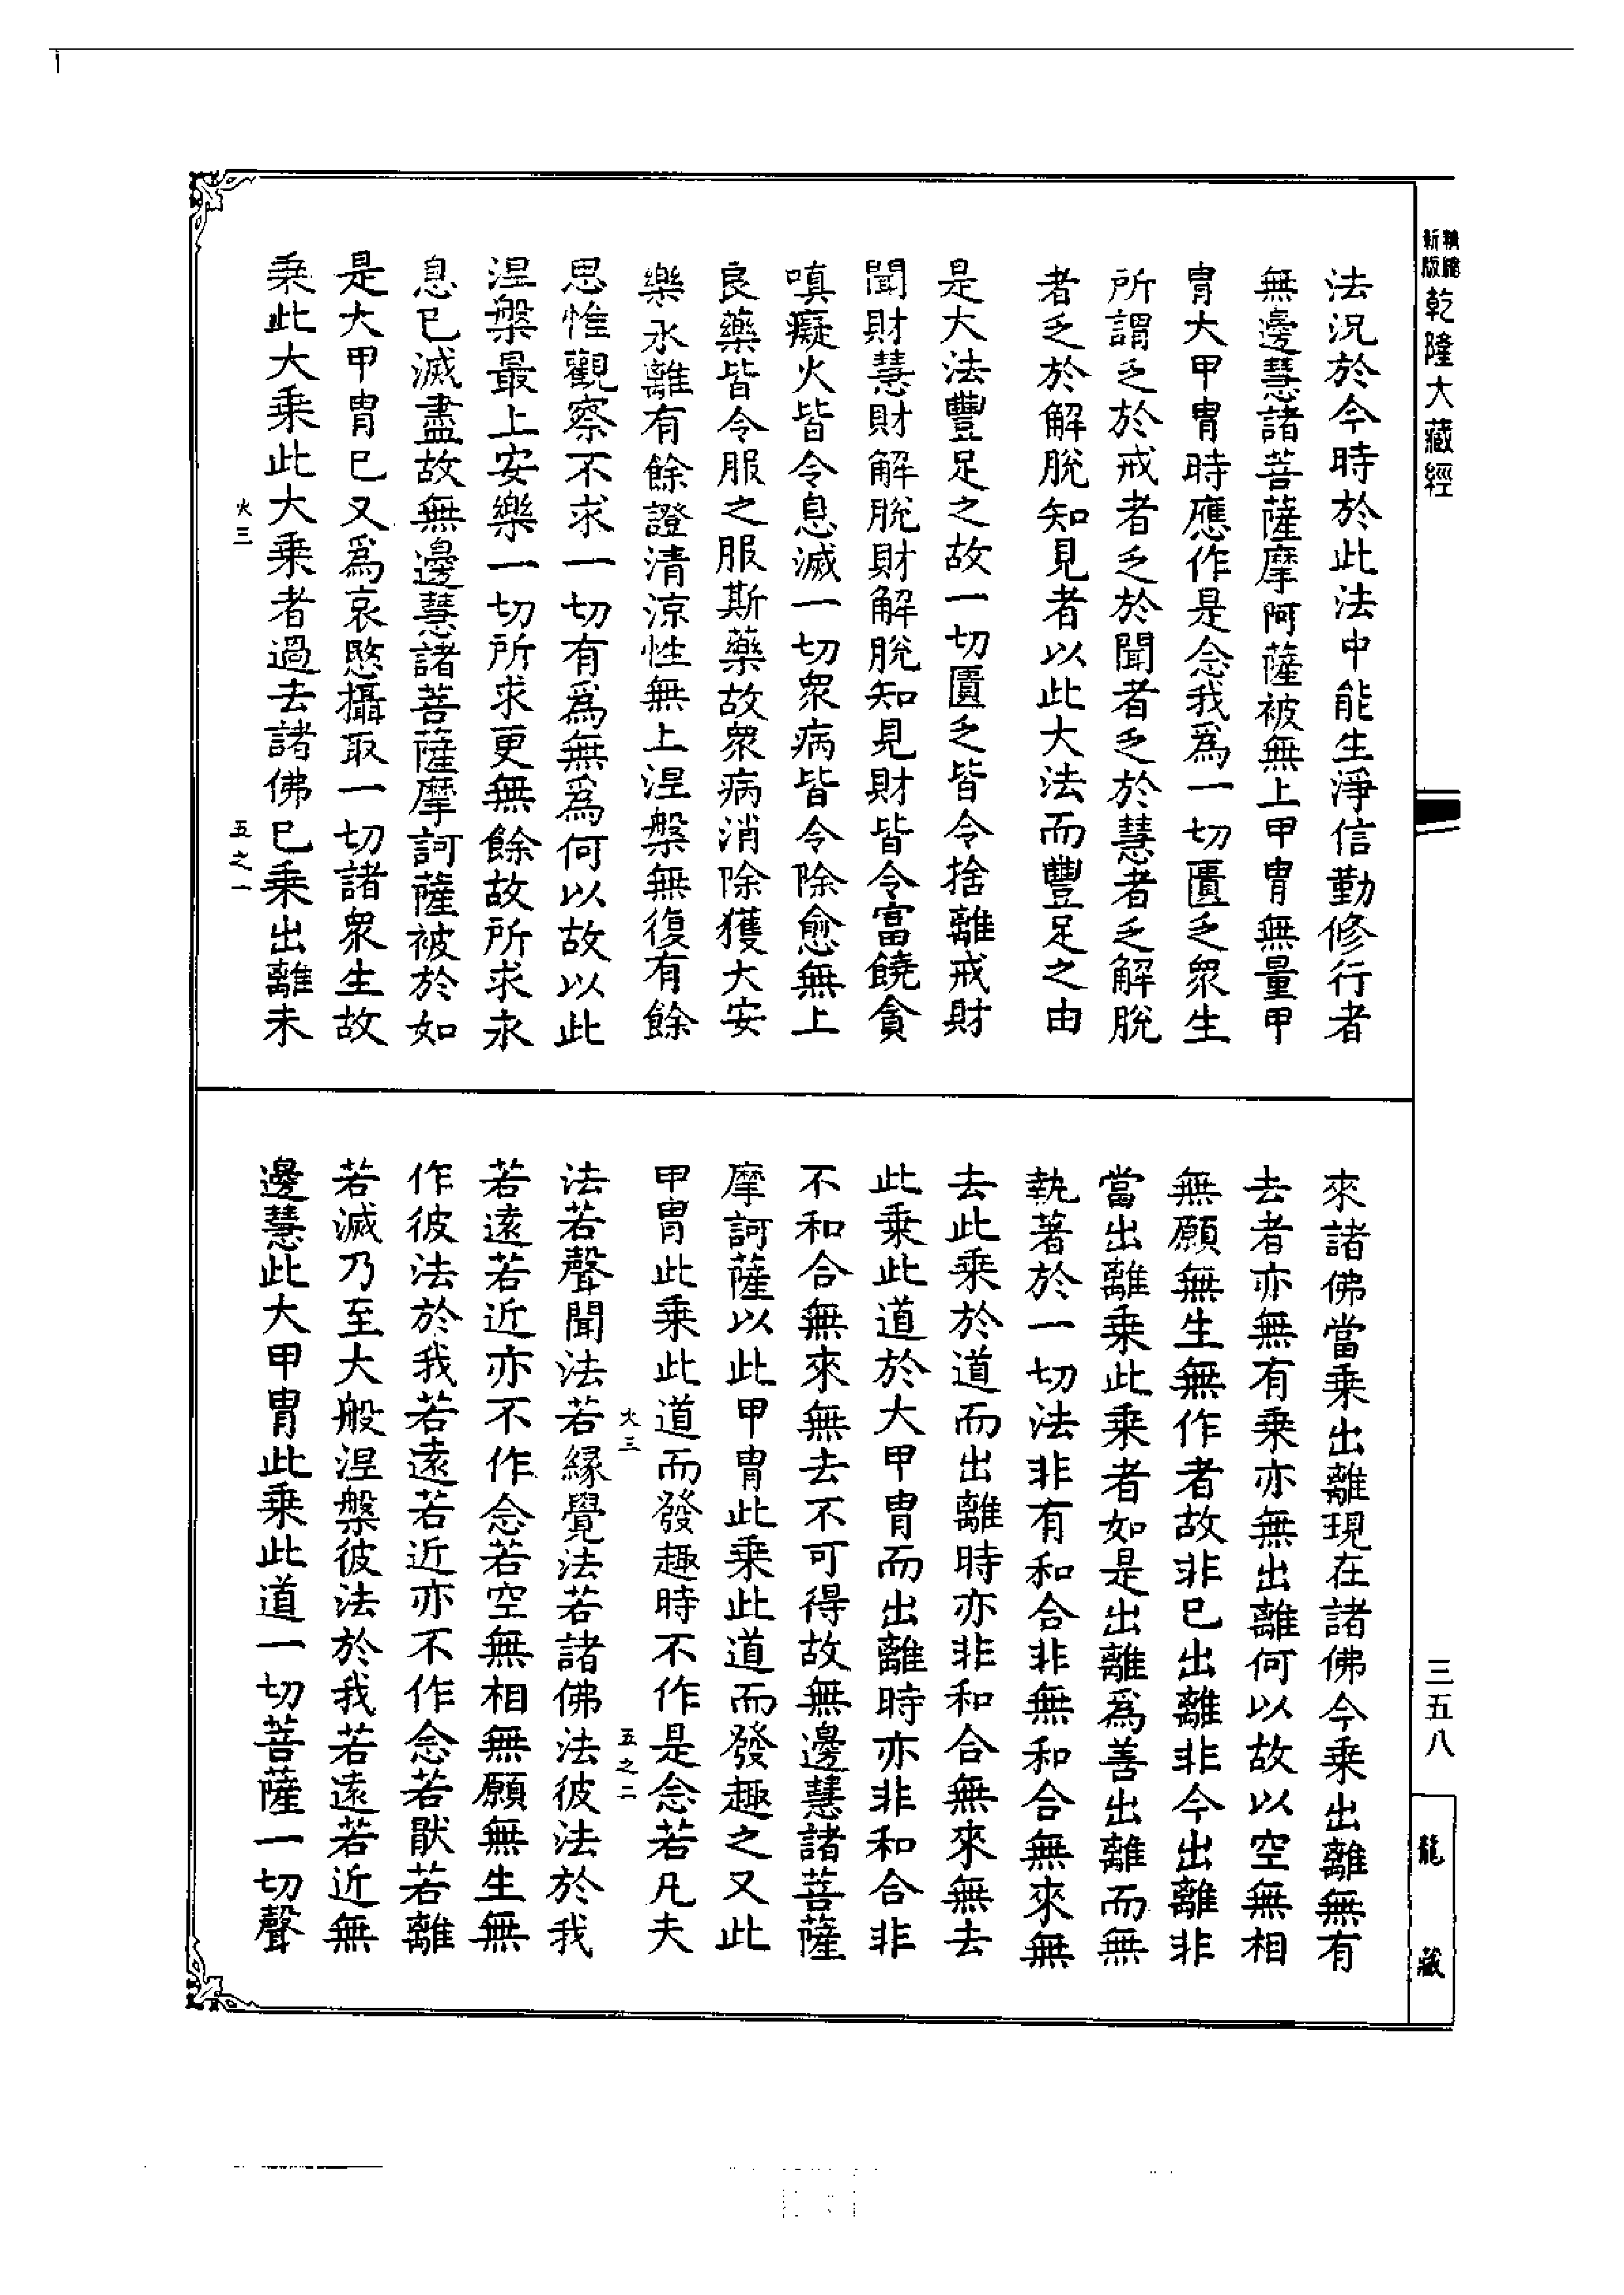 新版
乾隆大藏經
三五八
龍藏
法況於今時於此法中能生淨信勤修行者
無邊慧諸菩薩摩阿薩被無上甲胄無量甲
胄大甲胄時應作是念我爲一切匱乏衆生
所謂乏於戒者乏於聞者乏於慧者乏解脫
者乏於解脫知見者以此大法而豐足之由
是大法豐足之故一切匱乏皆令捨離戒財
聞財慧財解脫財解脫知見財皆令富饒貪
嗔癡火皆令息滅一切衆病皆令除愈無上
良藥皆令服之服斯藥故衆病消除獲大安
樂永離有餘證清涼性無上涅槃無復有餘
思惟觀察不求一切有爲無爲何以故以此
涅槃最上安樂一切所求更無餘故所求永
息已滅盡故無邊慧諸菩薩摩訶薩被於如
是大甲胄已又爲哀愍攝取一切諸衆生故
乘此大乘此大乘者過去諸佛已乘出離未
火三
五之一
來諸佛當乘出離現在諸佛今乘出離無有
去者亦無有乘亦無出離何以故以空無相
無願無生無作者故非已出離非今出離非
當出離乘此乘者如是出離爲善出離而無
執著於一切法非有和合非無和合無來無
去此乘於道而出離時亦非和合無來無去
此乘此道於大甲胄而出離時亦非和合非
不和合無來無去不可得故無邊慧諸菩薩
摩訶薩以此甲胄此乘此道而發趣之又此
甲胄此乘此道而發趣時不作是念若凡夫
火三
五之二
法若聲聞法若緣覺法若諸佛法彼法於我
若遠若近亦不作念若空無相無願無生無
作彼法於我若遠若近亦不作念若猒若離
若滅乃至大般涅槃彼法於我若遠若近無
邊慧此大甲胄此乘此道一切菩薩一切聲